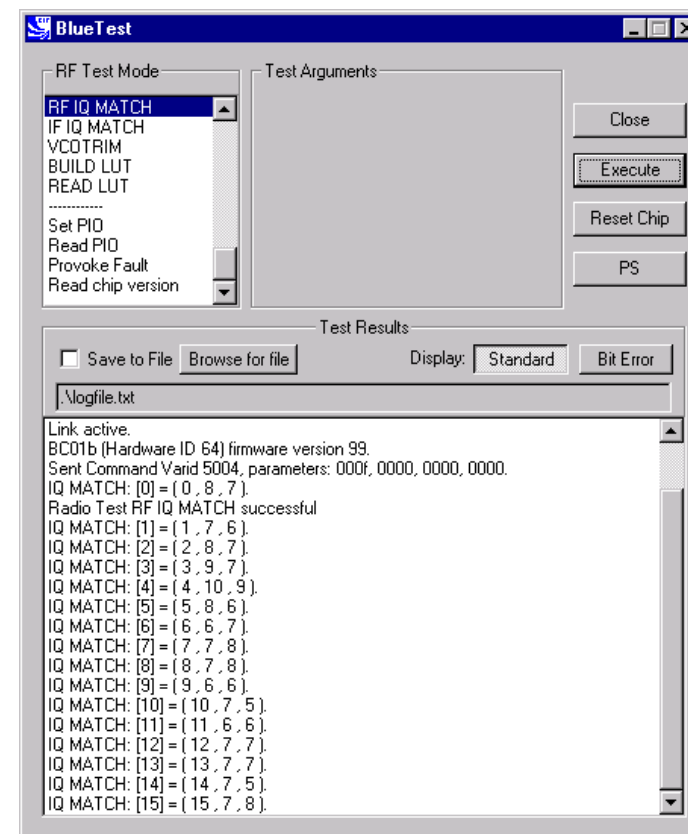 BlueTest
RF Test Mode
RF IQ MATCH
IF IQ MATCH
VCOTRIM
BUILD LUT
READ LUT
------------
Set PIO
Read PIO
Provoke Fault
Read chip version
Test Arguments
Close
Execute
Reset Chip
PS
Test Results
Save to File Browse for file Display: Standard Bit Error
.\logfile.txt
Link active.
BC01b (Hardware ID 64) firmware version 99.
Sent Command Varid 5004, parameters: 000f, 0000, 0000, 0000.
IQ MATCH: [0] = ( 0 , 8 , 7 ).
Radio Test RF IQ MATCH successful
IQ MATCH: [1] = ( 1 , 7 , 6 ).
IQ MATCH: [2] = ( 2 , 8 , 7 ).
IQ MATCH: [3] = ( 3 , 9 , 7 ).
IQ MATCH: [4] = ( 4 , 10 , 9 ).
IQ MATCH: [5] = ( 5 , 8 , 6 ).
IQ MATCH: [6] = ( 6 , 6 , 7 ).
IQ MATCH: [7] = ( 7 , 7 , 8 ).
IQ MATCH: [8] = ( 8 , 7 , 8 ).
IQ MATCH: [9] = ( 9 , 6 , 6 ).
IQ MATCH: [10] = ( 10 , 7 , 5 ).
IQ MATCH: [11] = ( 11 , 6 , 6 ).
IQ MATCH: [12] = ( 12 , 7 , 7 ).
IQ MATCH: [13] = ( 13 , 7 , 7 ).
IQ MATCH: [14] = ( 14 , 7 , 5 ).
IQ MATCH: [15] = ( 15 , 7 , 8 ).